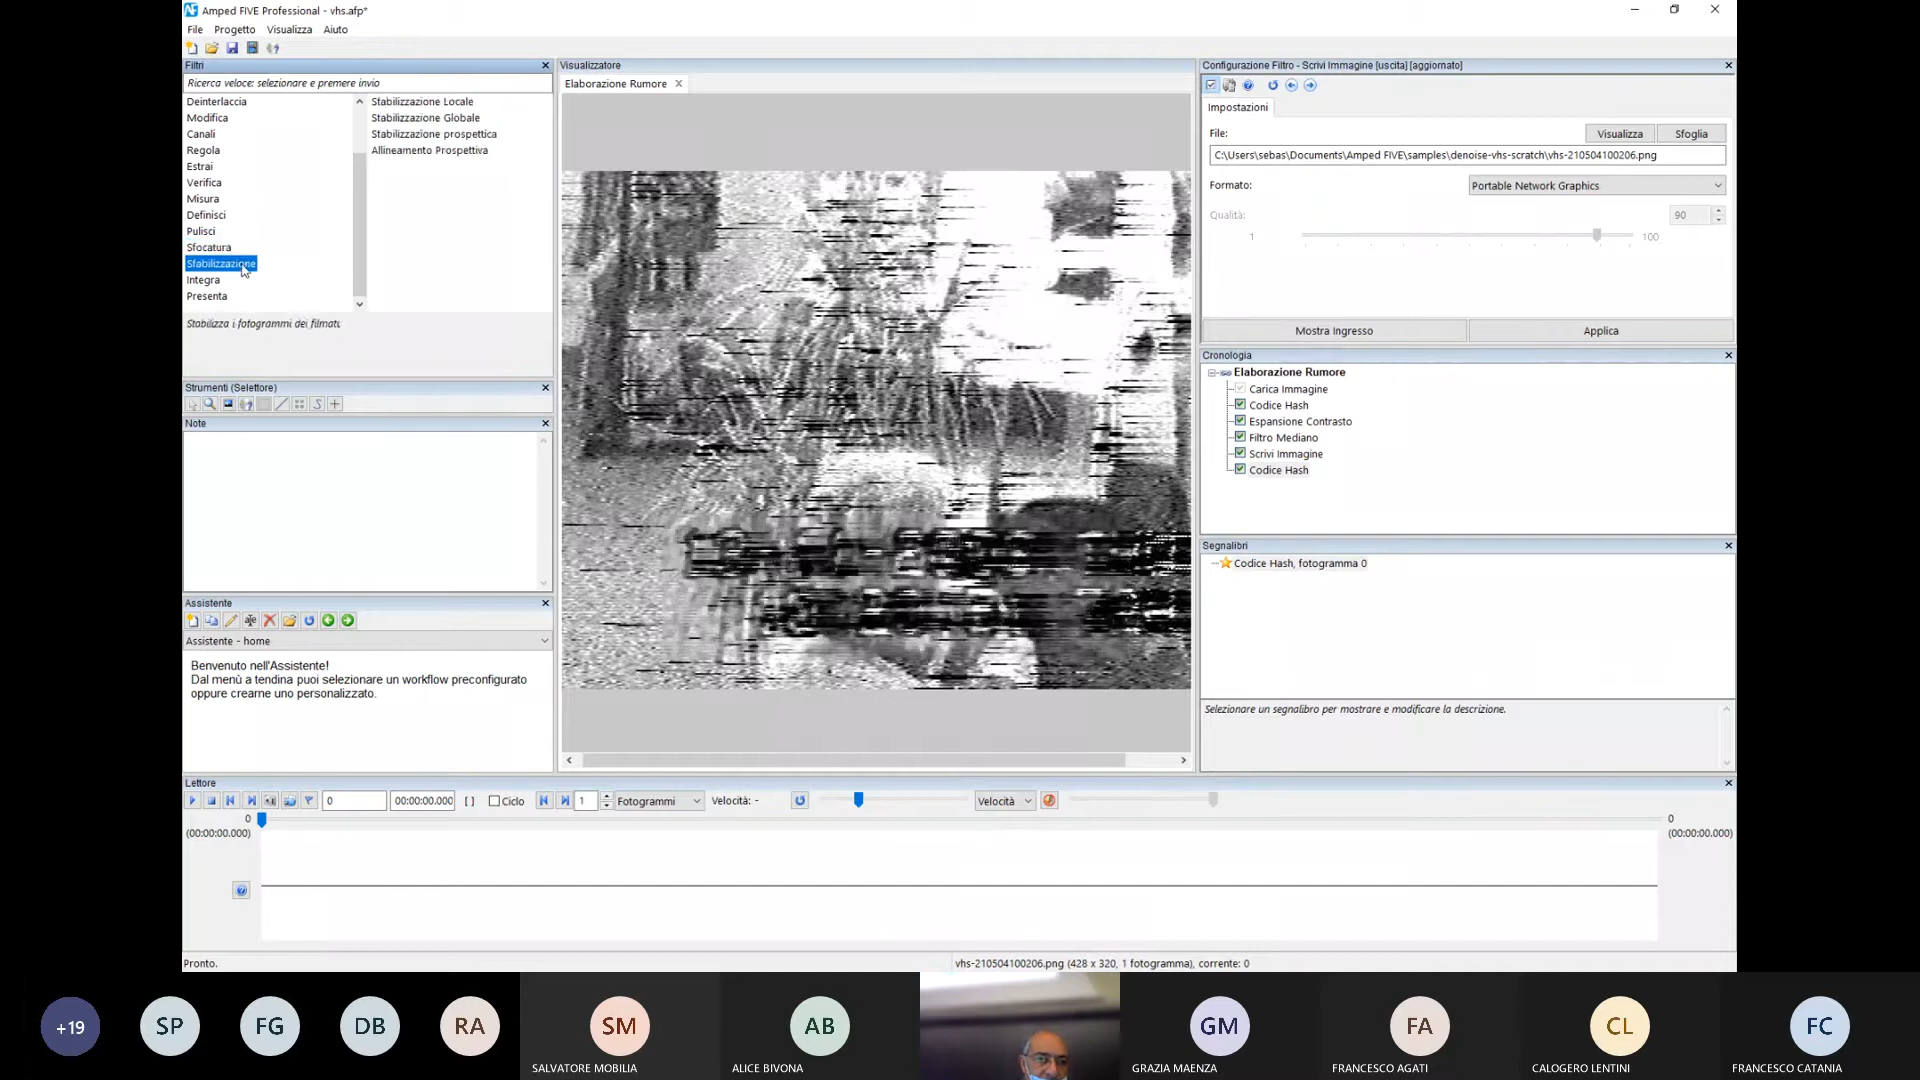 Amped FIVE Professional - vhs.afp*
File Progetto Visualizza Aiuto
Filtri
Ricerca veloce: selezionare e premere invio
Deinterlaccia
Modifica
Canali
Regola
Estrai
Verifica
Misura
Definisci
Pulisci
Sfocatura
Stabilizzazione
Integra
Presenta
Stabilizzazione Locale
Stabilizzazione Globale
Stabilizzazione prospettica
Allineamento Prospettiva
Stabilizza i fotogrammi dei filmati.
Strumenti (Selettore)
Note
Assistente
Assistente - home
Benvenuto nell'Assistente!
Dal menù a tendina puoi selezionare un workflow preconfigurato
oppure crearne uno personalizzato.
Visualizzatore
Elaborazione Rumore
Configurazione Filtro - Scrivi Immagine [uscita] [aggiornato]
Impostazioni
File: Visualizza Sfoglia
C:\Users\sebas\Documents\Amped FIVE\samples\denoise-vhs-scratch\vhs-210504100206.png
Formato: Portable Network Graphics
Qualità: 90
1 100
Mostra Ingresso Applica
Cronologia
Elaborazione Rumore
Carica Immagine
Codice Hash
Espansione Contrasto
Filtro Mediano
Scrivi Immagine
Codice Hash
Segnalibri
Codice Hash, fotogramma 0
Selezionare un segnalibro per mostrare e modificare la descrizione.
Lettore
0 00:00:00.000 [ ] Ciclo 1 Fotogrammi Velocità: - Velocità
0 0
(00:00:00.000) (00:00:00.000)
Pronto. vhs-210504100206.png (428 x 320, 1 fotogramma), corrente: 0
+19 SP FG DB RA SM AB GM FA CL FC
SALVATORE MOBILIA ALICE BIVONA GRAZIA MAENZA FRANCESCO AGATI CALOGERO LENTINI FRANCESCO CATANIA